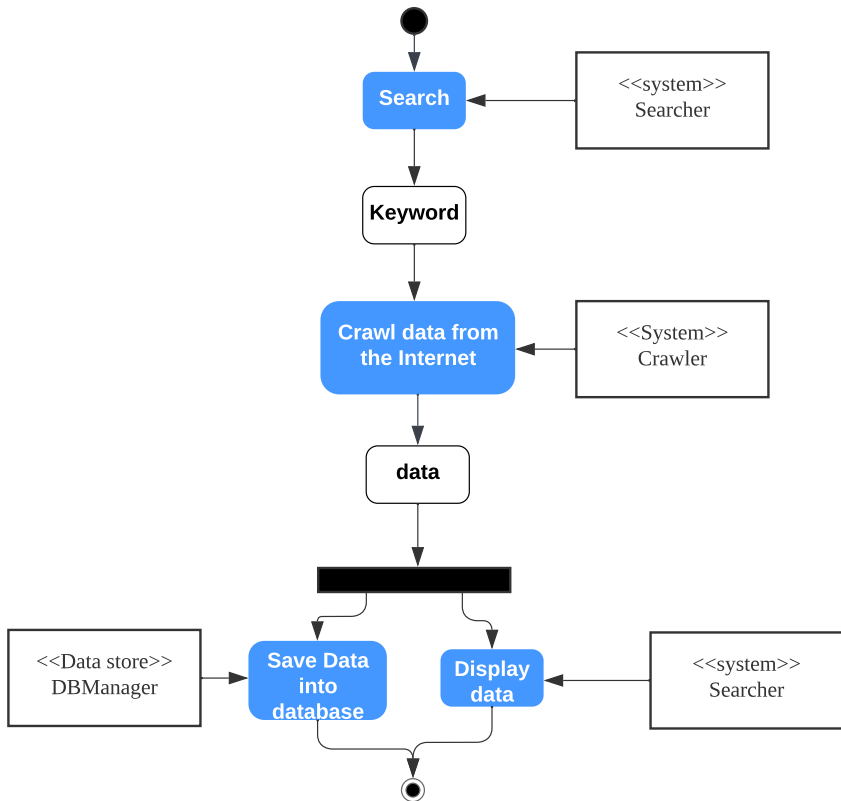 Search
<<system>>
Searcher
Keyword
Crawl data from
the Internet
<<System>>
Crawler
data
<<Data store>>
DBManager
Save Data
into
database
Display
data
<<system>>
Searcher